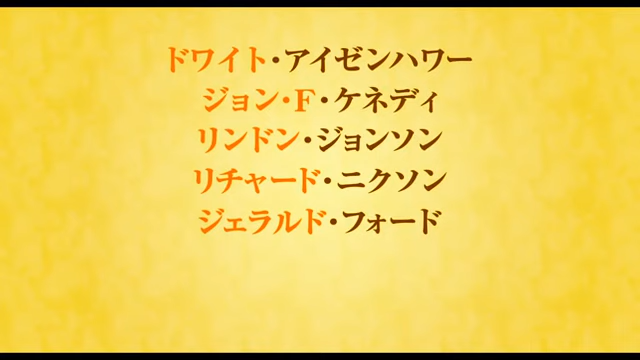 ドワイト・アイゼンハワー
ジョン・F・ケネディ
リンドン・ジョンソン
リチャード・ニクソン
ジェラルド・フォード